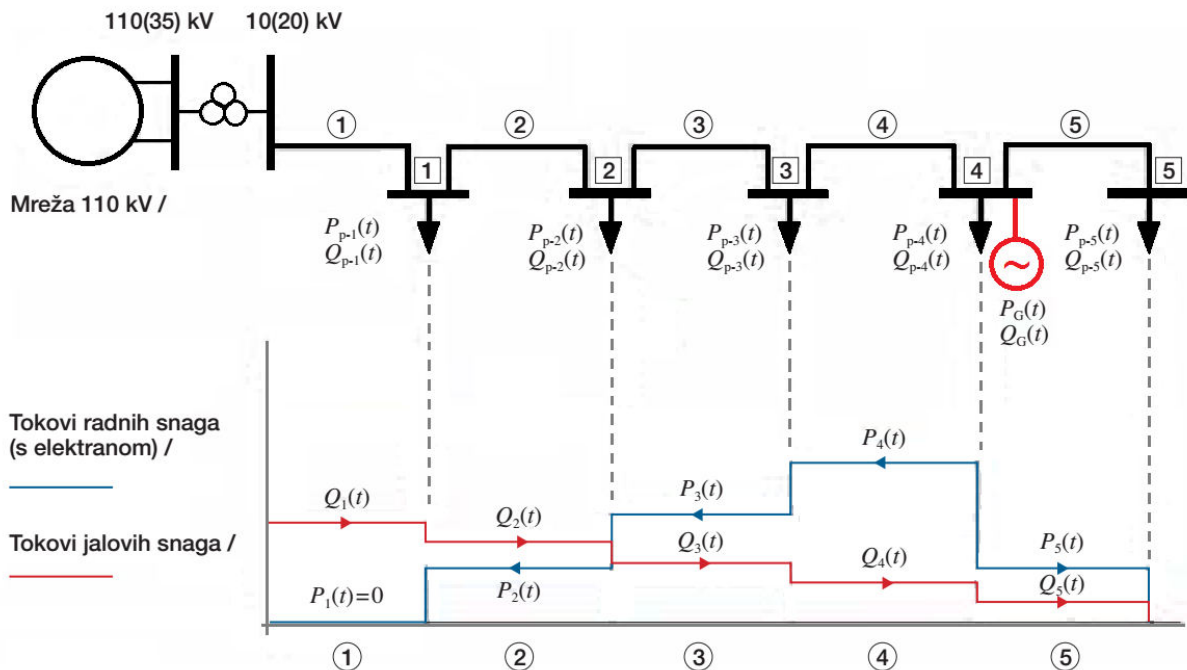 110(35) kV 10(20) kV
① ② ③ ④ ⑤
1 2 3 4 5
Mreža 110 kV /
Pp-1(t) Pp-2(t) Pp-3(t) Pp-4(t) Pp-5(t)
Qp-1(t) Qp-2(t) Qp-3(t) Qp-4(t) Qp-5(t)
~
PG(t)
QG(t)
Tokovi radnih snaga
(s elektranom) /
P4(t)
Q1(t) Q2(t) P3(t)
Tokovi jalovih snaga /
Q3(t) Q4(t) P5(t)
P1(t)=0 P2(t) Q5(t)
① ② ③ ④ ⑤